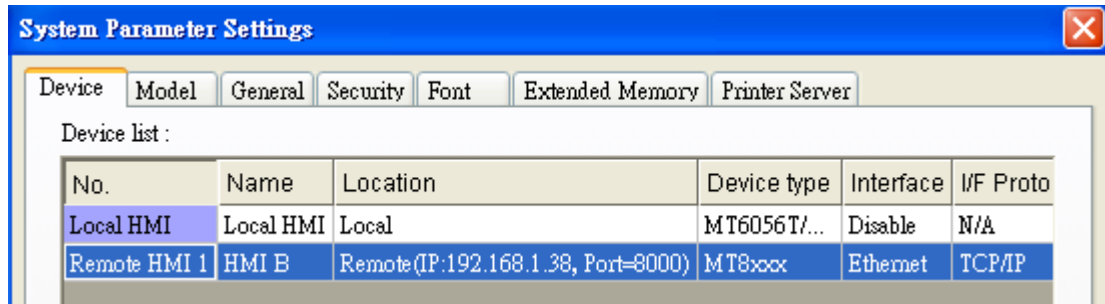 System Parameter Settings
Device Model General Security Font Extended Memory Printer Server
Device list :
No. Name Location Device type Interface I/F Proto
Local HMI Local HMI Local MT6056T/... Disable N/A
Remote HMI 1 HMI B Remote(IP:192.168.1.38, Port=8000) MT8xxx Ethernet TCP/IP